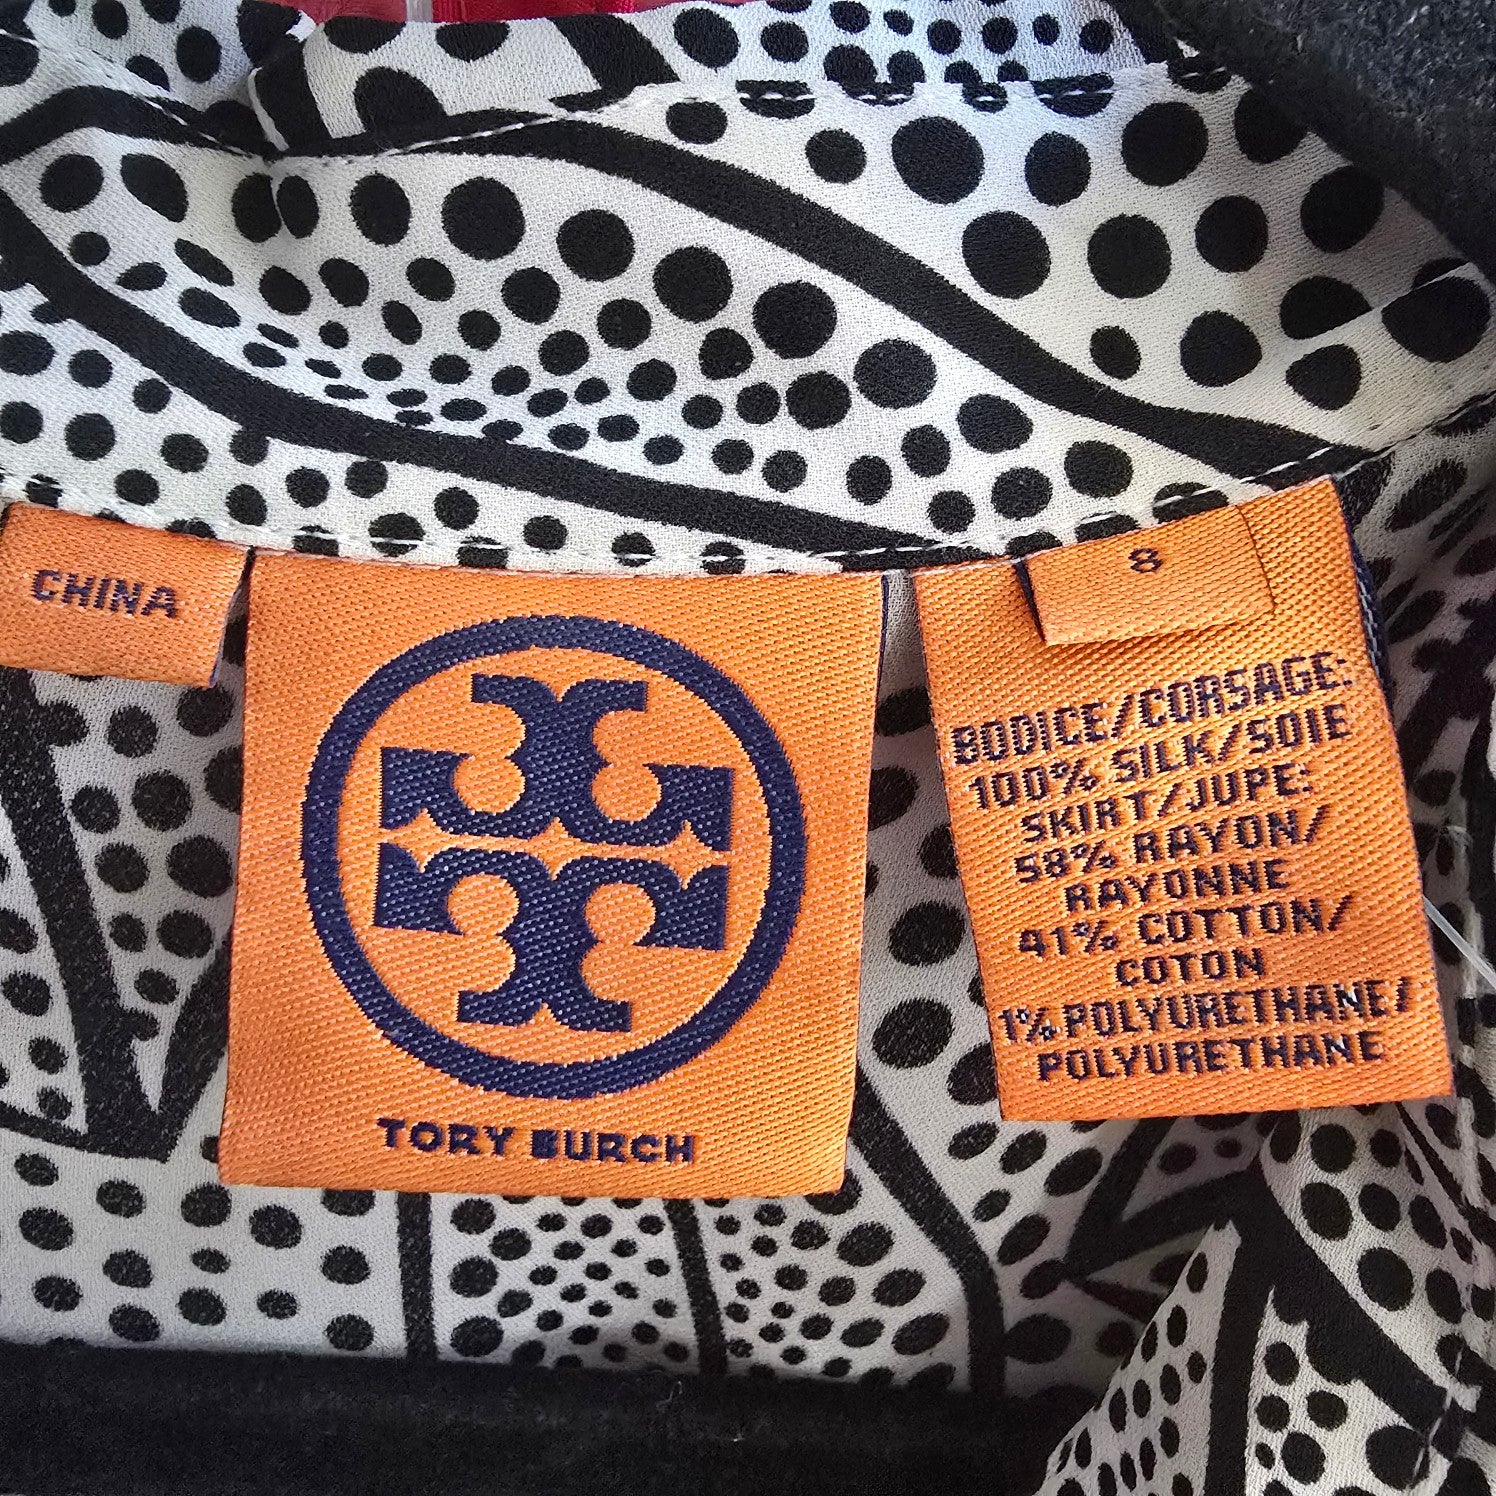 CHINA
TORY BURCH
8
BODICE/CORSAGE:
100% SILK/SOIE
SKIRT/JUPE:
58% RAYON/
RAYONNE
41% COTTON/
COTON
1% POLYURETHANE/
POLYURETHANE